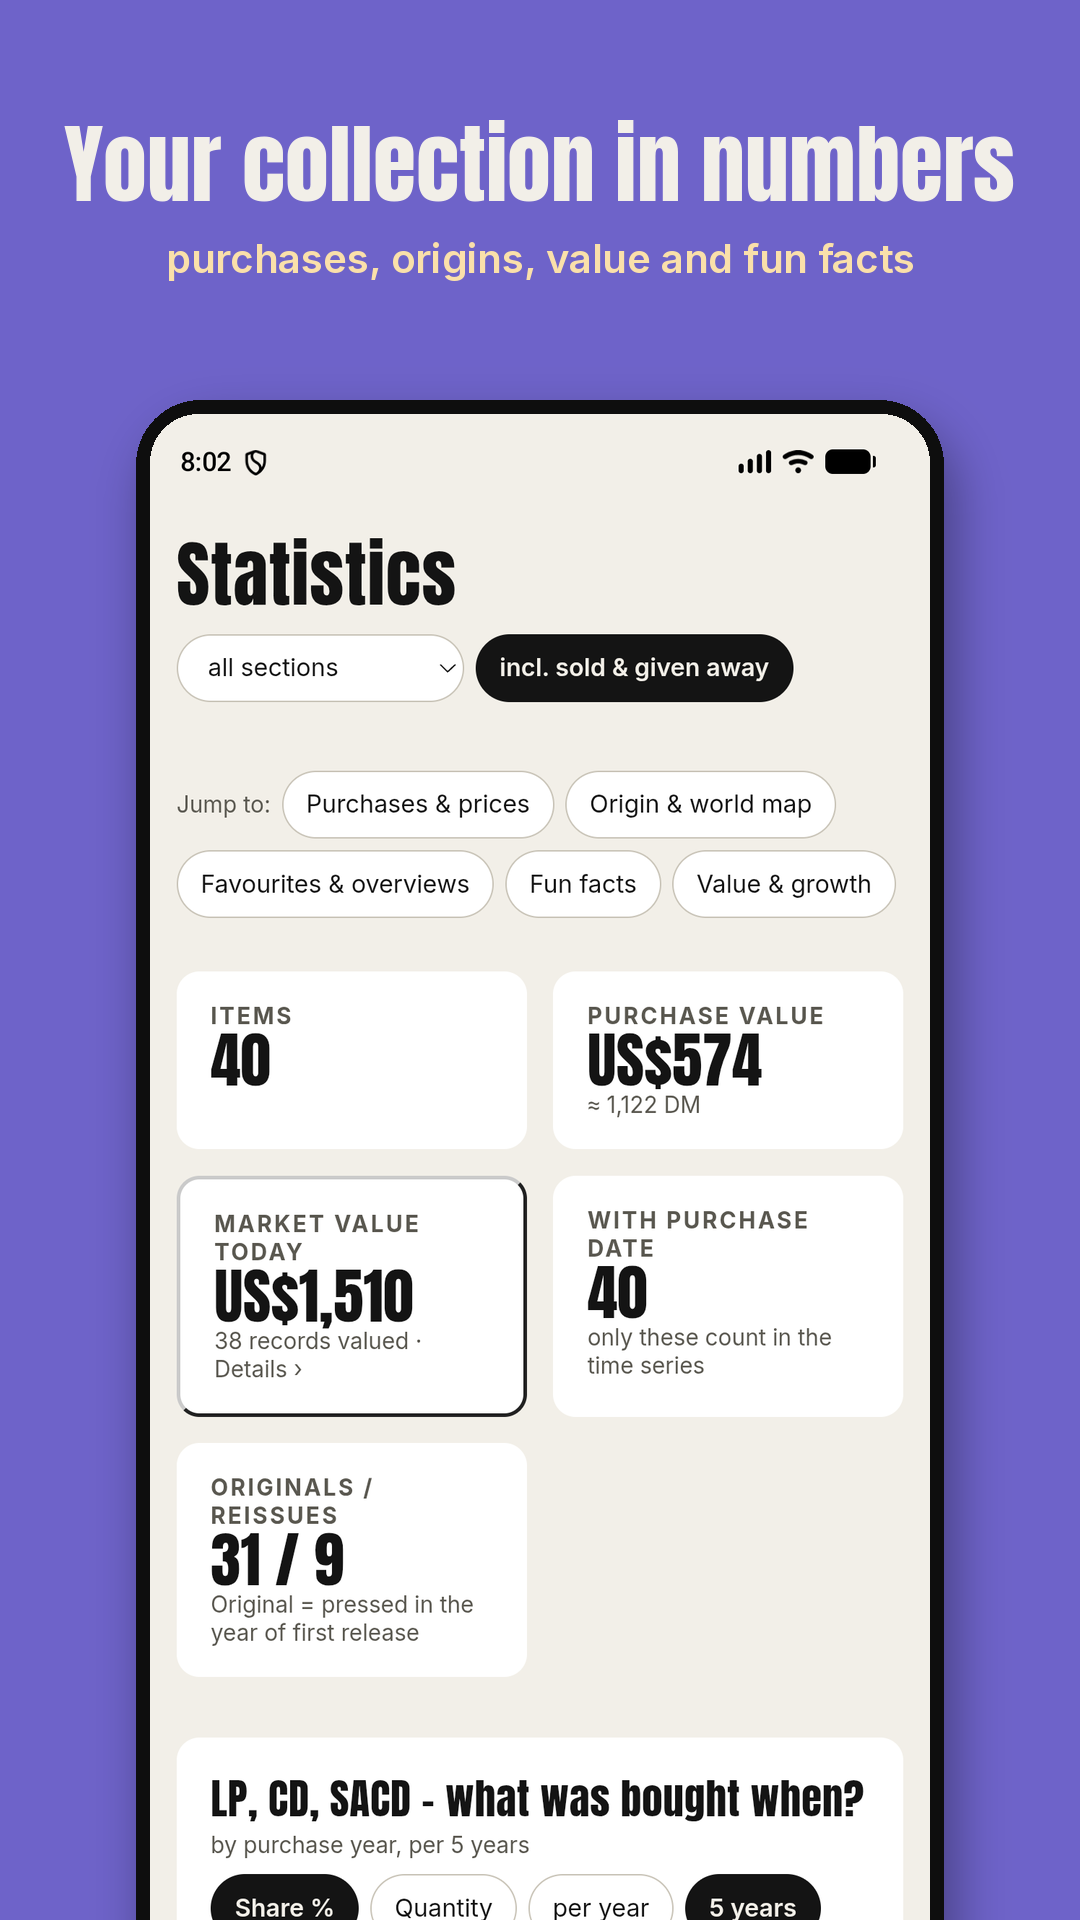 Your collection in numbers
purchases, origins, value and fun facts
8:02
Statistics
all sections
incl. sold & given away
Jump to:
Purchases & prices
Origin & world map
Favourites & overviews
Fun facts
Value & growth
ITEMS
40
PURCHASE VALUE
US$574
≈ 1,122 DM
MARKET VALUE
TODAY
US$1,510
38 records valued ·
Details ›
WITH PURCHASE
DATE
40
only these count in the
time series
ORIGINALS /
REISSUES
31 / 9
Original = pressed in the
year of first release
LP, CD, SACD - what was bought when?
by purchase year, per 5 years
Share %
Quantity
per year
5 years